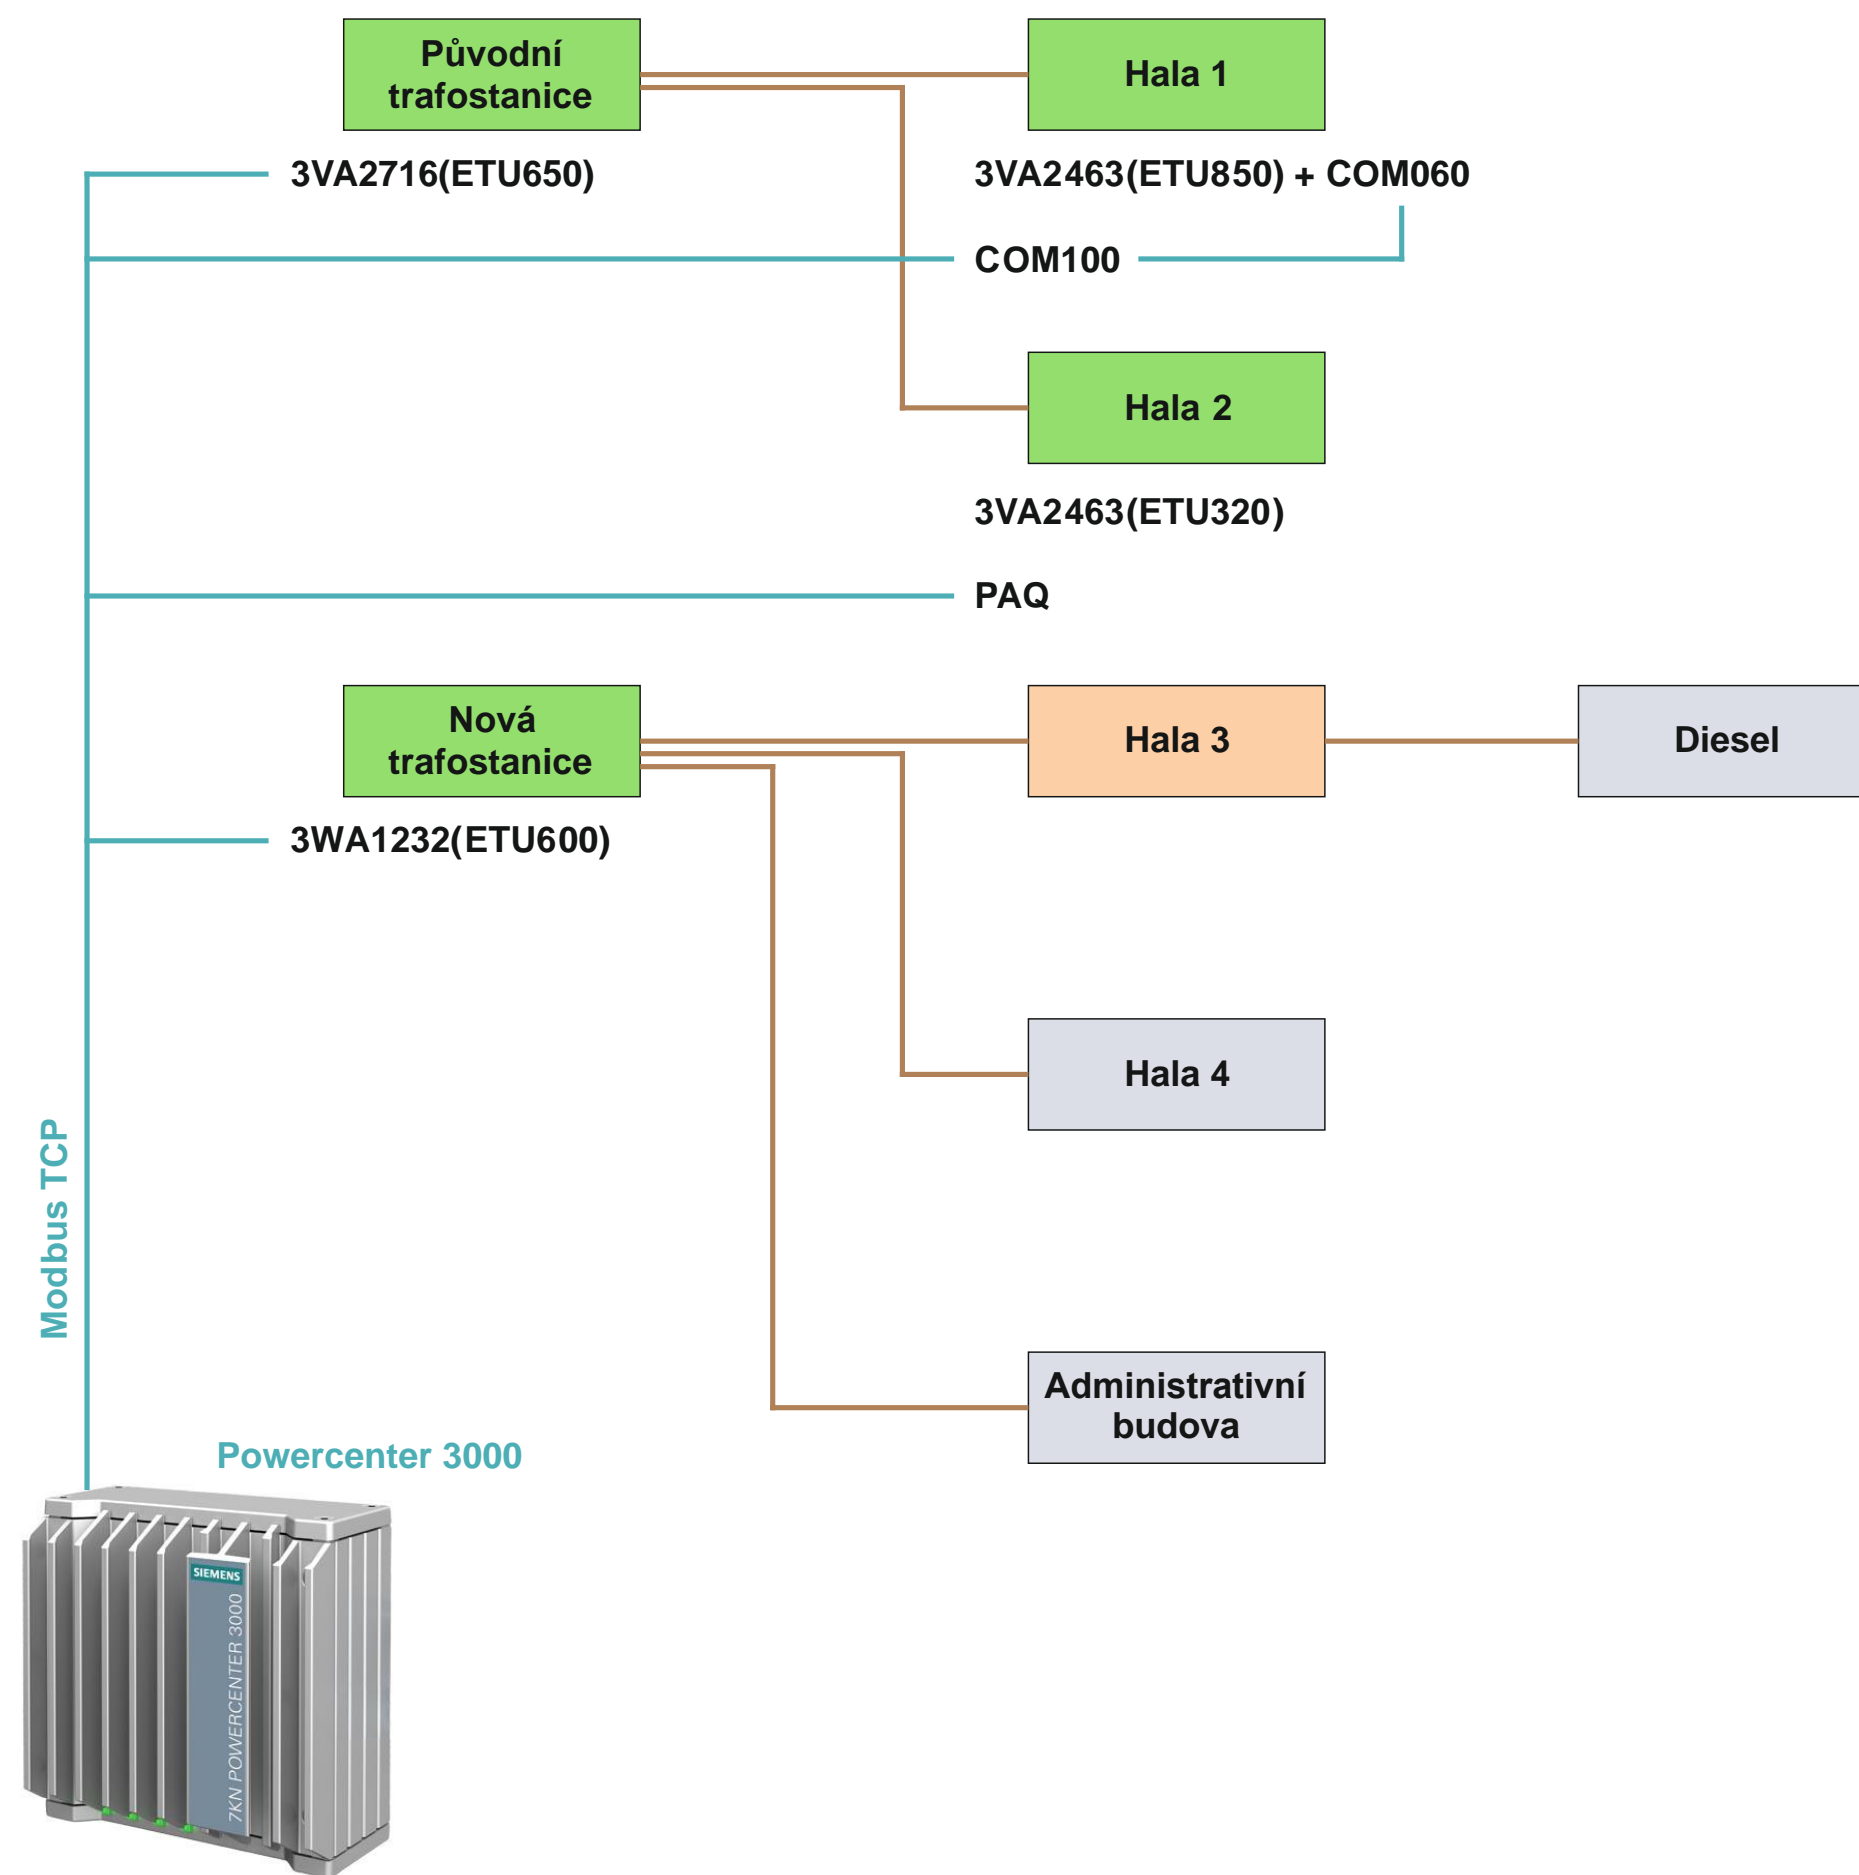 Původní
trafostanice
Hala 1
3VA2716(ETU650)
3VA2463(ETU850) + COM060
COM100
Hala 2
3VA2463(ETU320)
PAQ
Nová
trafostanice
Hala 3
Diesel
3WA1232(ETU600)
Hala 4
Modbus TCP
Administrativní
budova
Powercenter 3000
SIEMENS
7KN POWERCENTER 3000